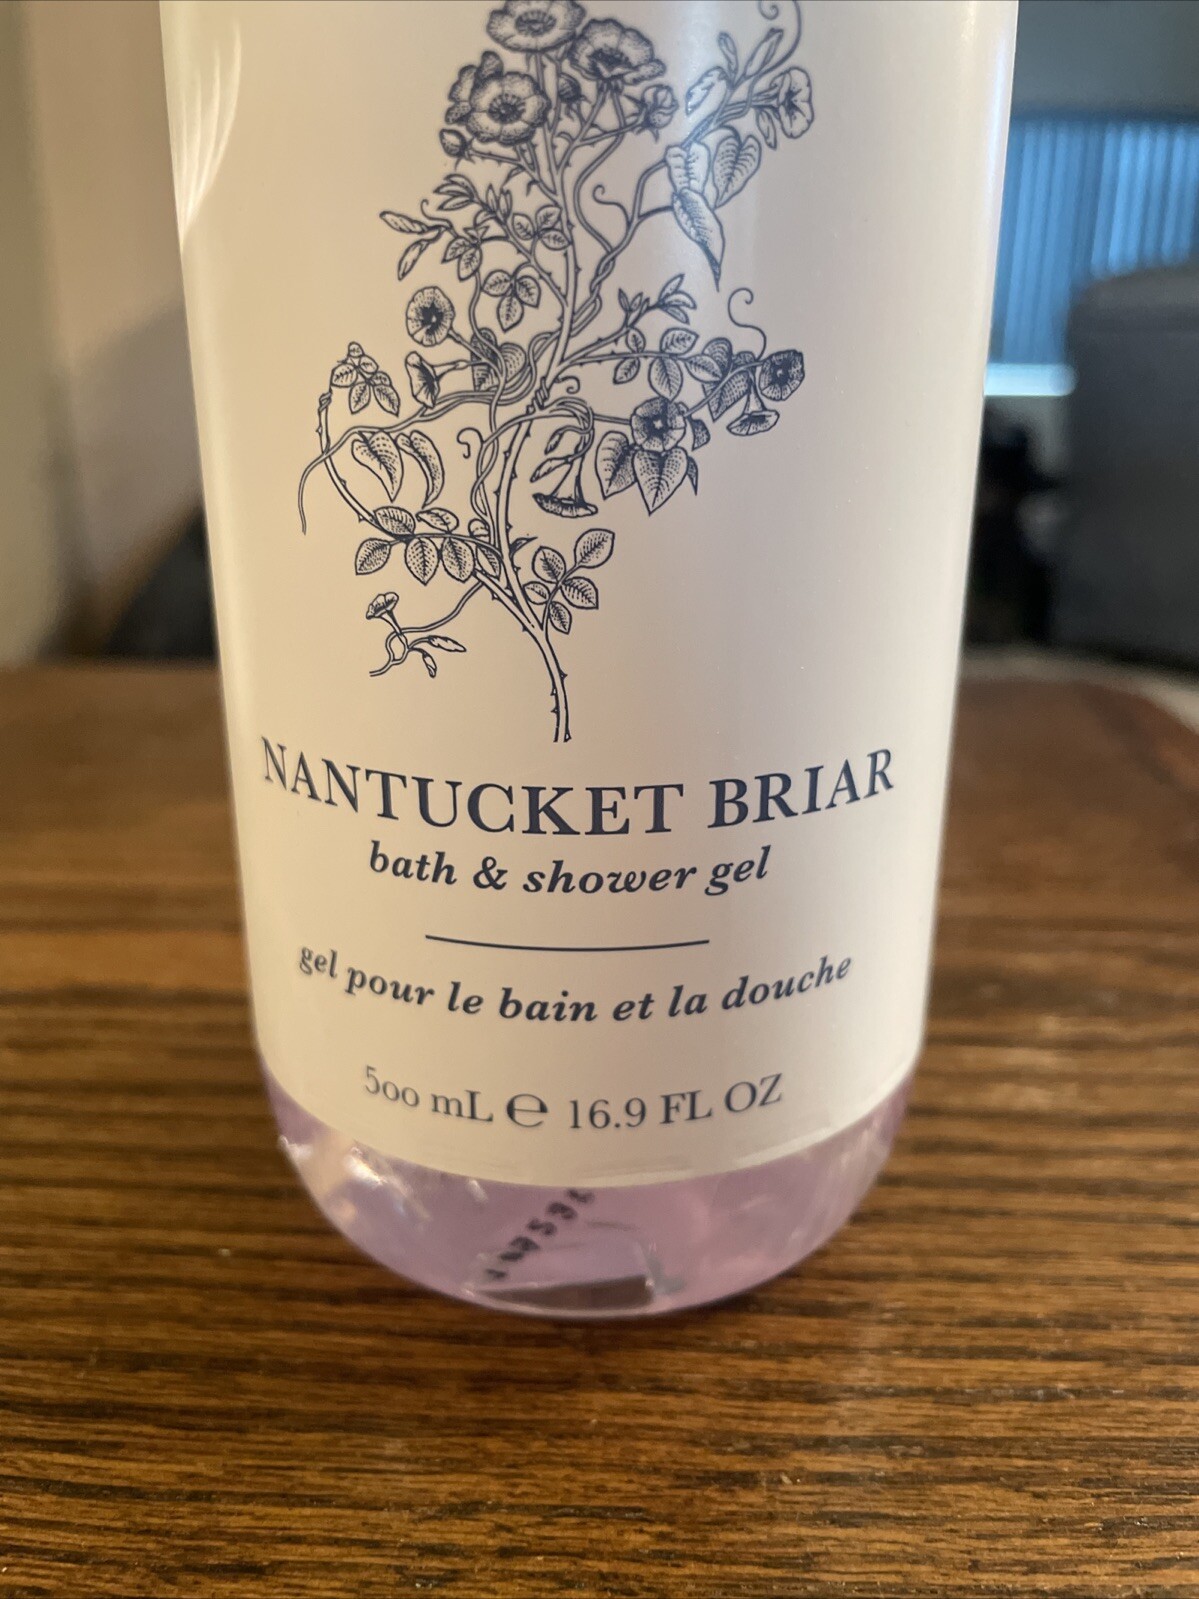 NANTUCKET BRIAR
bath & shower gel
gel pour le bain et la douche
500 mL ℮ 16.9 FL OZ